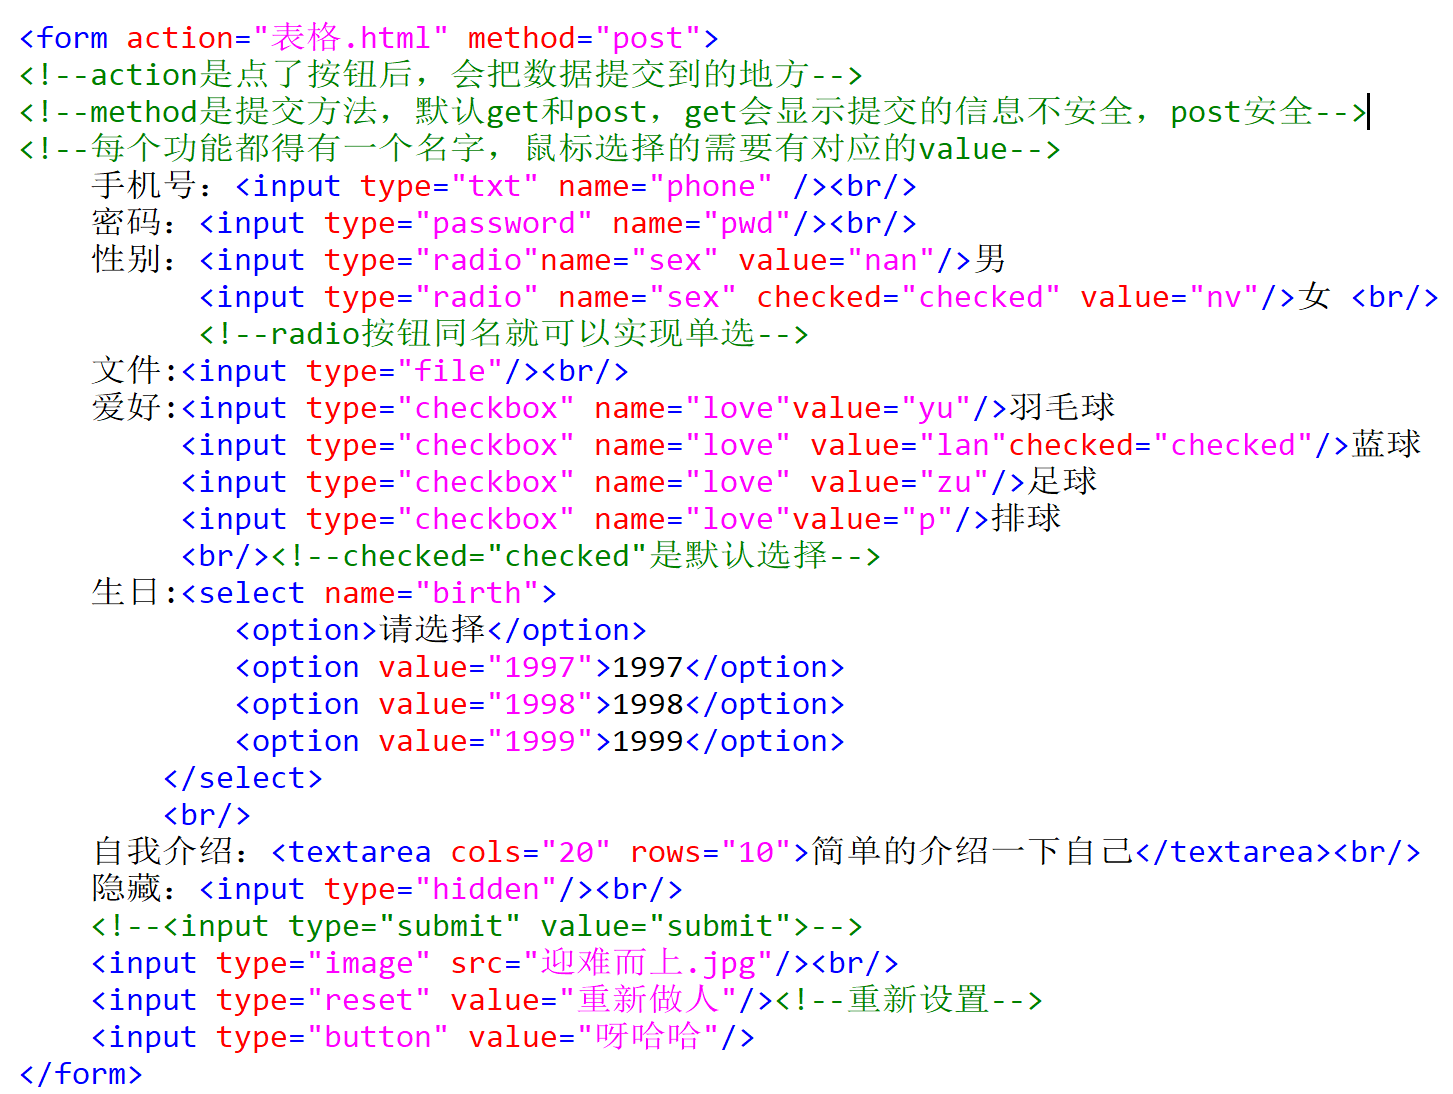 <form action="表格.html" method="post">
<!--action是点了按钮后，会把数据提交到的地方-->
<!--method是提交方法，默认get和post，get会显示提交的信息不安全，post安全-->
<!--每个功能都得有一个名字，鼠标选择的需要有对应的value-->
手机号：<input type="txt" name="phone" /><br/>
密码：<input type="password" name="pwd"/><br/>
性别：<input type="radio"name="sex" value="nan"/>男
<input type="radio" name="sex" checked="checked" value="nv"/>女 <br/>
<!--radio按钮同名就可以实现单选-->
文件:<input type="file"/><br/>
爱好:<input type="checkbox" name="love"value="yu"/>羽毛球
<input type="checkbox" name="love" value="lan"checked="checked"/>蓝球
<input type="checkbox" name="love" value="zu"/>足球
<input type="checkbox" name="love"value="p"/>排球
<br/><!--checked="checked"是默认选择-->
生日:<select name="birth">
<option>请选择</option>
<option value="1997">1997</option>
<option value="1998">1998</option>
<option value="1999">1999</option>
</select>
<br/>
自我介绍：<textarea cols="20" rows="10">简单的介绍一下自己</textarea><br/>
隐藏：<input type="hidden"/><br/>
<!--<input type="submit" value="submit">-->
<input type="image" src="迎难而上.jpg"/><br/>
<input type="reset" value="重新做人"/><!--重新设置-->
<input type="button" value="呀哈哈"/>
</form>